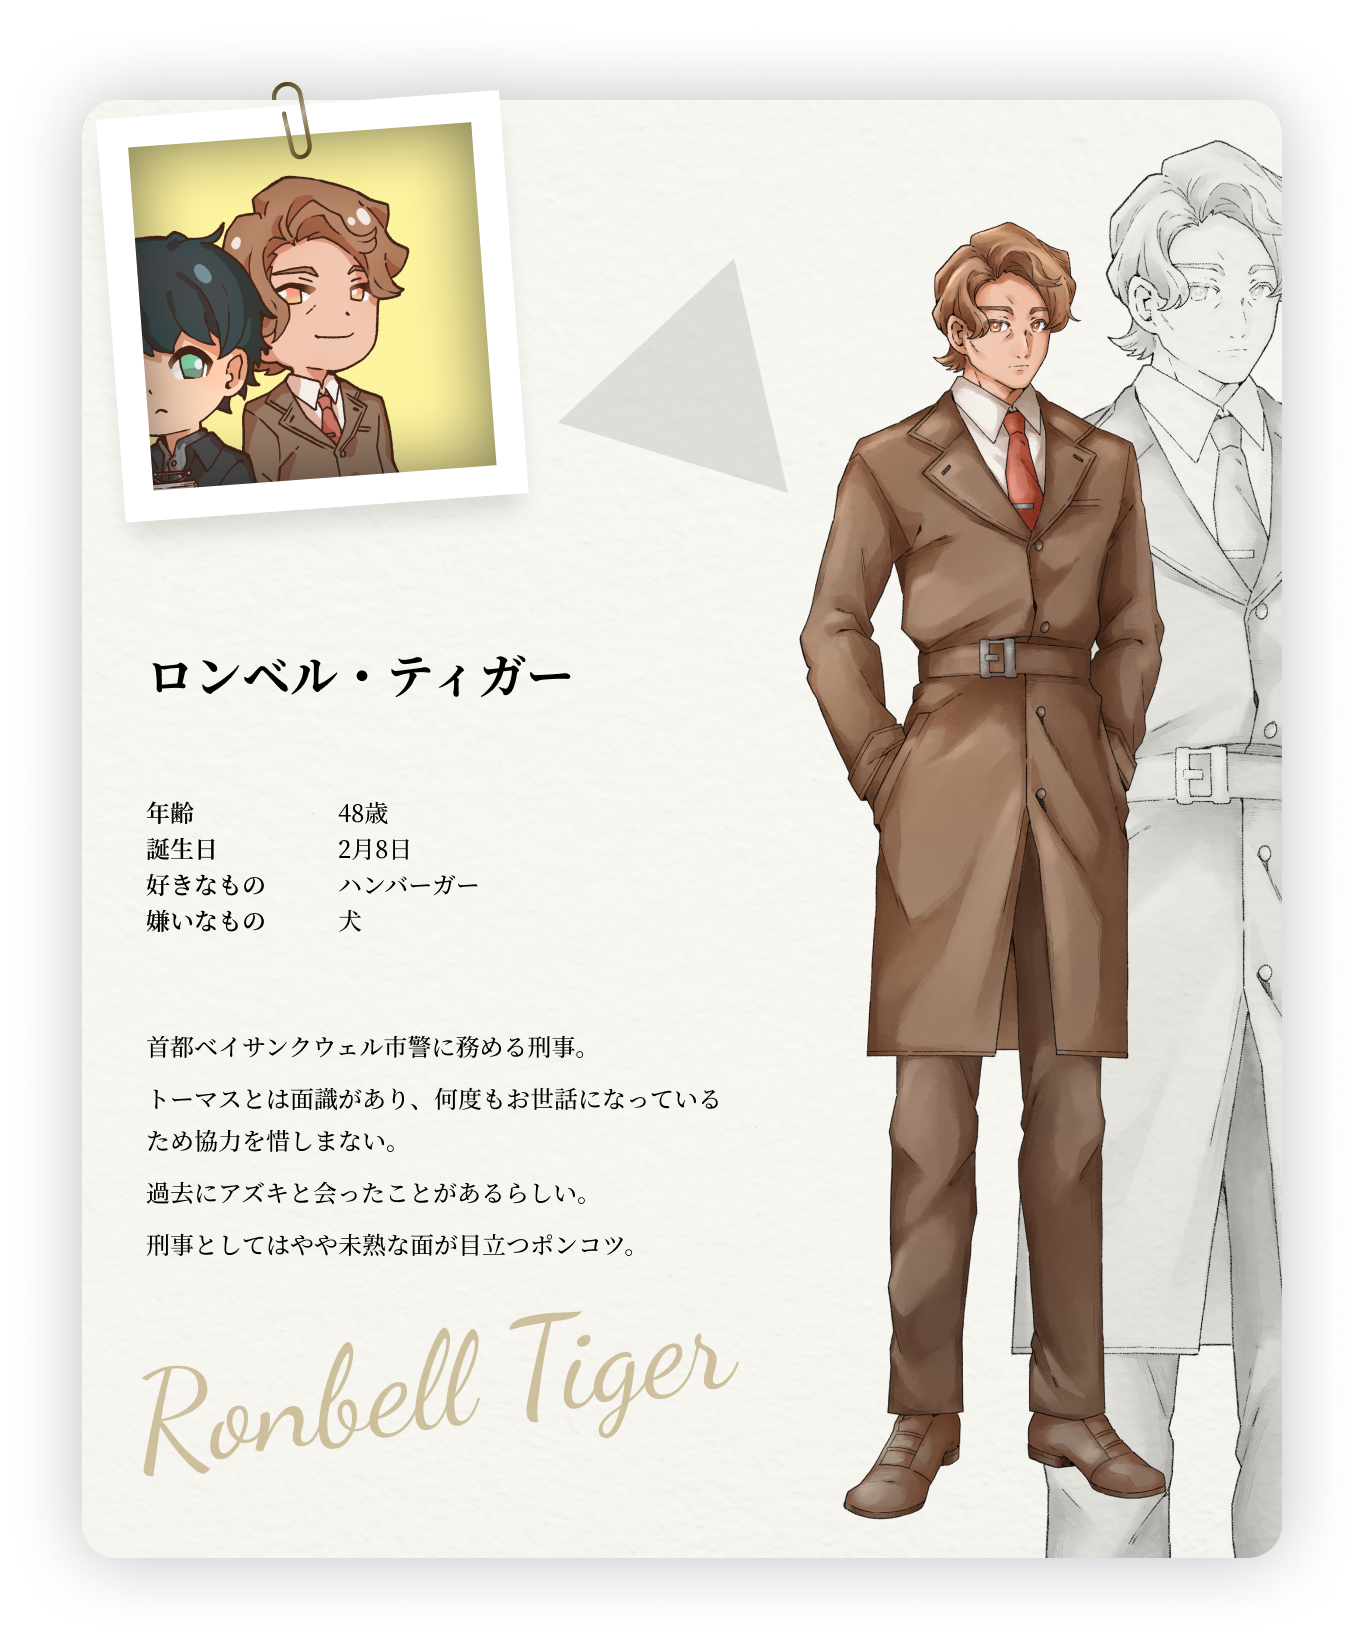 ロンベル・ティガー
年齢 48歳
誕生日 2月8日
好きなもの ハンバーガー
嫌いなもの 犬
首都ベイサンクウェル市警に務める刑事。
トーマスとは面識があり、何度もお世話になっている
ため協力を惜しまない。
過去にアズキと会ったことがあるらしい。
刑事としてはやや未熟な面が目立つポンコツ。
Ronbell Tiger